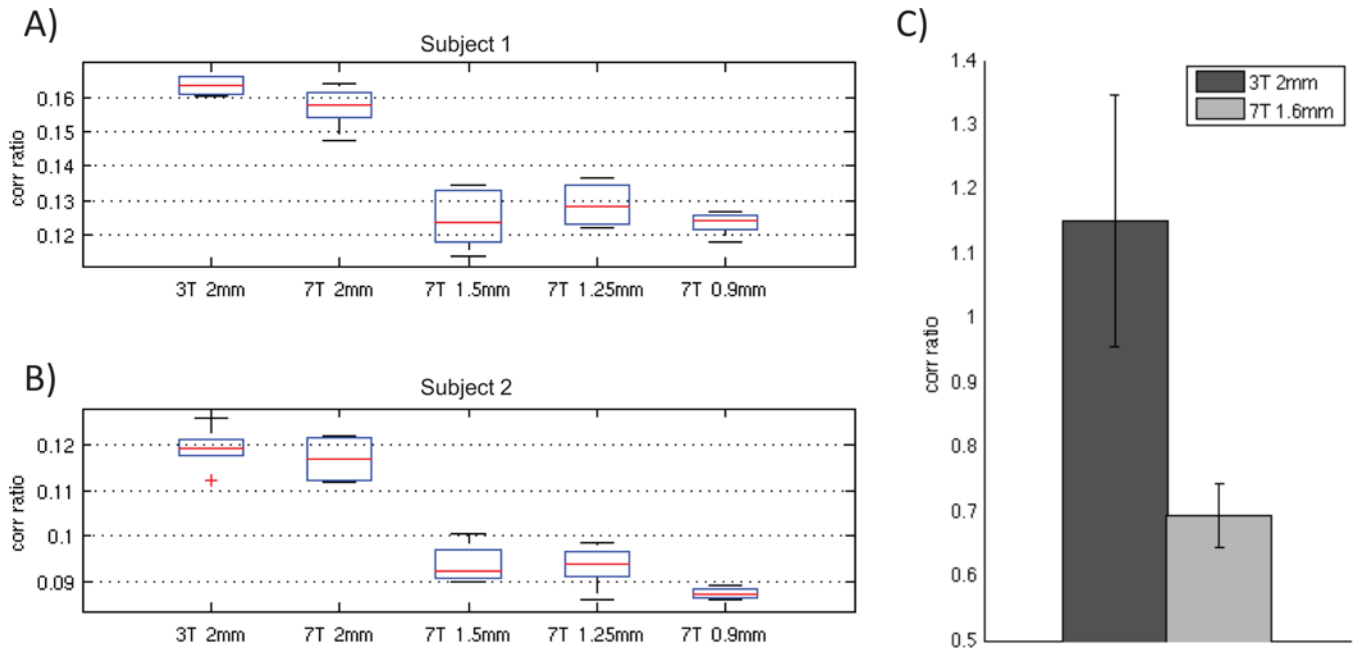 A)
Subject 1
corr ratio
0.16
0.15
0.14
0.13
0.12
3T 2mm 7T 2mm 7T 1.5mm 7T 1.25mm 7T 0.9mm
B)
Subject 2
corr ratio
0.12
0.11
0.1
0.09
3T 2mm 7T 2mm 7T 1.5mm 7T 1.25mm 7T 0.9mm
C)
corr ratio
1.4
1.3
1.2
1.1
1
0.9
0.8
0.7
0.6
0.5
3T 2mm
7T 1.6mm